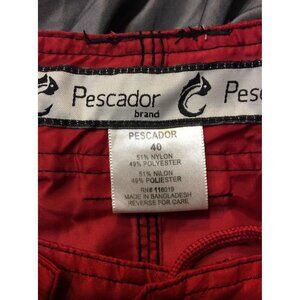 Pescador
brand
Pes
PESCADOR
40
51% NYLON
49% POLYESTER
51% NILON
49% POLIESTER
RN# 116019
MADE IN BANGLADESH
REVERSE FOR CARE